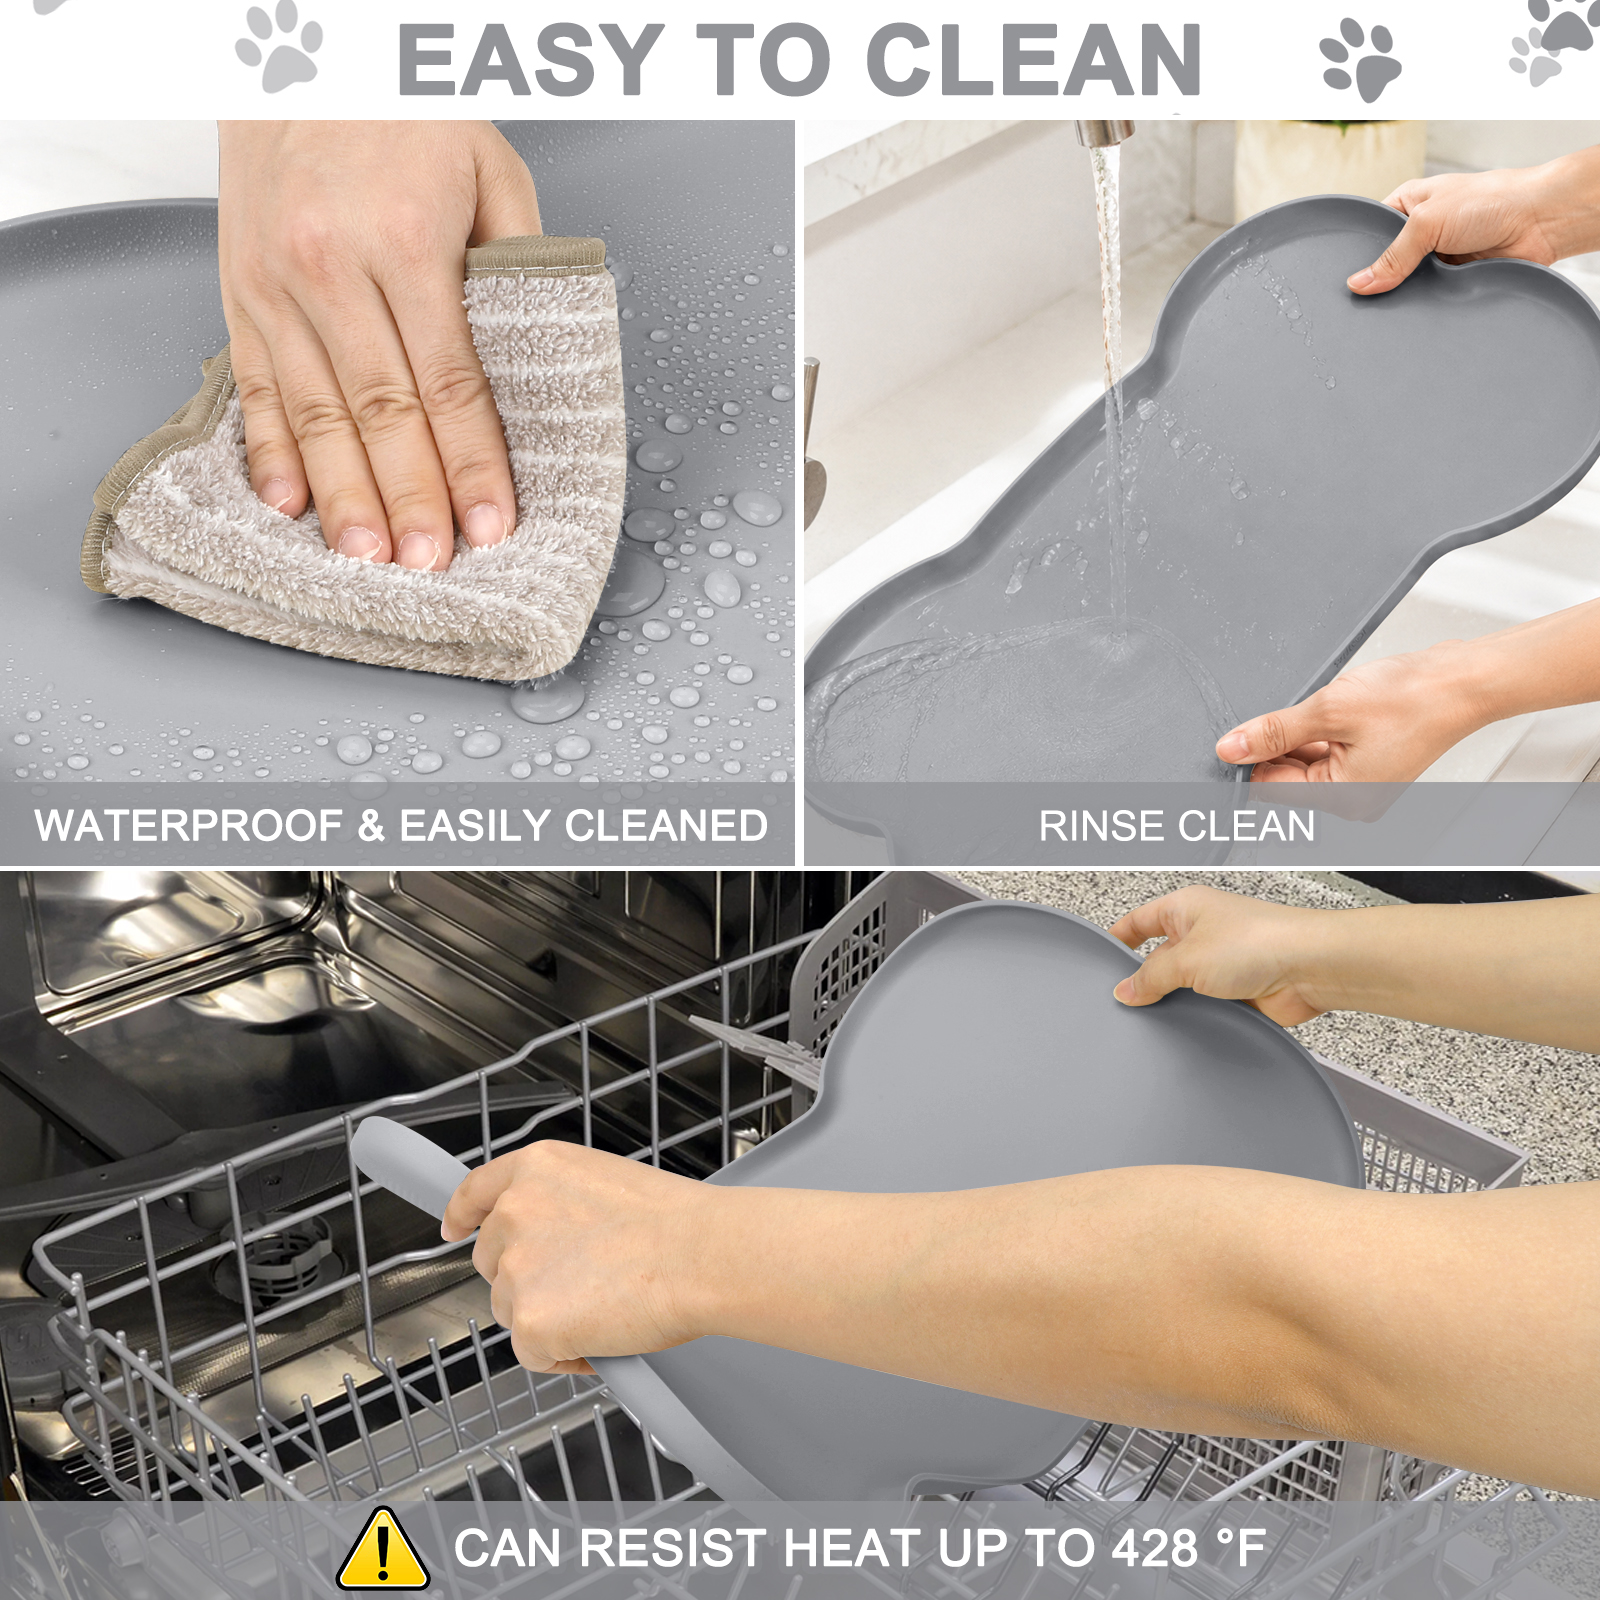 EASY TO CLEAN
WATERPROOF & EASILY CLEANED
RINSE CLEAN
CAN RESIST HEAT UP TO 428 °F